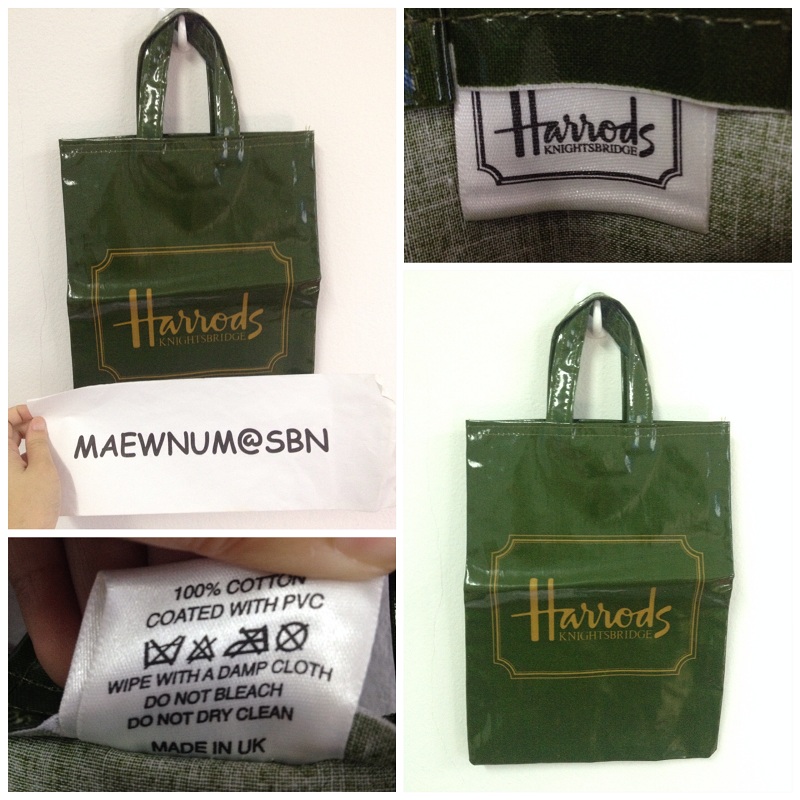 Harrods
KNIGHTSBRIDGE
MAEWNUM@SBN
Harrods
KNIGHTSBRIDGE
100% COTTON
COATED WITH PVC
WIPE WITH A DAMP CLOTH
DO NOT BLEACH
DO NOT DRY CLEAN
MADE IN UK
Harrods
KNIGHTSBRIDGE